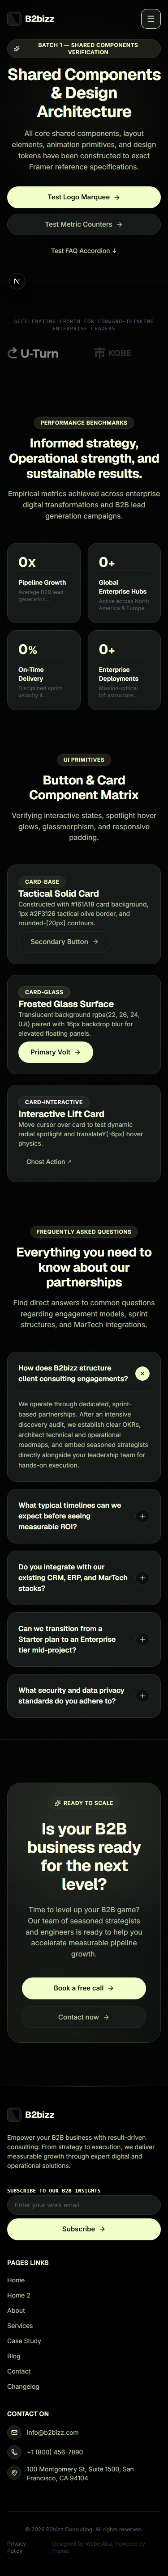 B2bizz
BATCH 1 — SHARED COMPONENTS
VERIFICATION
Shared Components
& Design
Architecture
All core shared components, layout
elements, animation primitives, and design
tokens have been constructed to exact
Framer reference specifications.
Test Logo Marquee →
Test Metric Counters →
Test FAQ Accordion ↓
N
ACCELERATING GROWTH FOR FORWARD-THINKING
ENTERPRISE LEADERS
U-Turn
KOBE
PERFORMANCE BENCHMARKS
Informed strategy,
Operational strength, and
sustainable results.
Empirical metrics achieved across enterprise
digital transformations and B2B lead
generation campaigns.
0x
Pipeline Growth
Average B2B lead
generation...
0+
Global
Enterprise Hubs
Active across North
America & Europe
0%
On-Time
Delivery
Disciplined sprint
velocity &...
0+
Enterprise
Deployments
Mission-critical
infrastructure...
UI PRIMITIVES
Button & Card
Component Matrix
Verifying interactive states, spotlight hover
glows, glassmorphism, and responsive
padding.
CARD-BASE
Tactical Solid Card
Constructed with #161A18 card background,
1px #2F3126 tactical olive border, and
rounded-[20px] contours.
Secondary Button →
CARD-GLASS
Frosted Glass Surface
Translucent background rgba(22, 26, 24,
0.8) paired with 16px backdrop blur for
elevated floating panels.
Primary Volt →
CARD-INTERACTIVE
Interactive Lift Card
Move cursor over card to test dynamic
radial spotlight and translateY(-6px) hover
physics.
Ghost Action ↗
FREQUENTLY ASKED QUESTIONS
Everything you need to
know about our
partnerships
Find direct answers to common questions
regarding engagement models, sprint
structures, and MarTech integrations.
How does B2bizz structure
client consulting engagements?
We operate through dedicated, sprint-
based partnerships. After an intensive
discovery audit, we establish clear OKRs,
architect technical and operational
roadmaps, and embed seasoned strategists
directly alongside your leadership team for
hands-on execution.
What typical timelines can we
expect before seeing
measurable ROI?
Do you integrate with our
existing CRM, ERP, and MarTech
stacks?
Can we transition from a
Starter plan to an Enterprise
tier mid-project?
What security and data privacy
standards do you adhere to?
READY TO SCALE
Is your B2B
business ready
for the next
level?
Time to level up your B2B game?
Our team of seasoned strategists
and engineers is ready to help you
accelerate measurable pipeline
growth.
Book a free call →
Contact now →
B2bizz
Empower your B2B business with result-driven
consulting. From strategy to execution, we deliver
measurable growth through expert digital and
operational solutions.
SUBSCRIBE TO OUR B2B INSIGHTS
Enter your work email
Subscribe →
PAGES LINKS
Home
Home 2
About
Services
Case Study
Blog
Contact
Changelog
CONTACT ON
info@b2bizz.com
+1 (800) 456-7890
100 Montgomery St, Suite 1500, San
Francisco, CA 94104
© 2026 B2bizz Consulting. All rights reserved.
Privacy
Policy
Designed by Webestica, Powered by
Framer